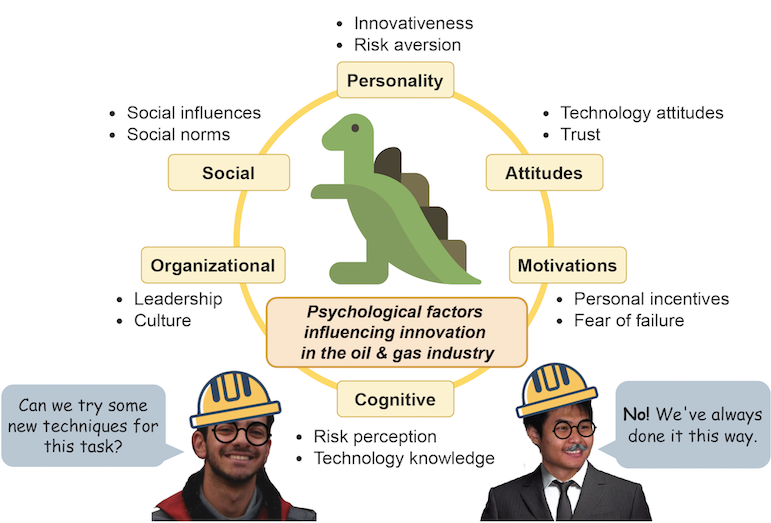 • Innovativeness
• Risk aversion
Personality
• Social influences
• Social norms
Social
• Technology attitudes
• Trust
Attitudes
Organizational
• Leadership
• Culture
Motivations
• Personal incentives
• Fear of failure
Psychological factors
influencing innovation
in the oil & gas industry
Cognitive
• Risk perception
• Technology knowledge
Can we try some
new techniques for
this task?
No! We've always
done it this way.